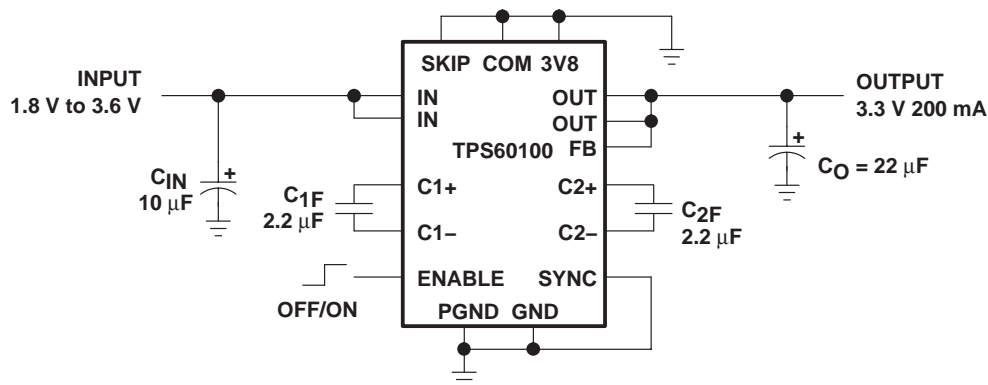 SKIP COM 3V8
INPUT
1.8 V to 3.6 V
IN
IN
OUT
OUT
FB
TPS60100
OUTPUT
3.3 V 200 mA
+
CIN
10 μF
+
CO = 22 μF
C1F
2.2 μF
C1+
C1–
C2+
C2–
C2F
2.2 μF
ENABLE
SYNC
OFF/ON
PGND GND